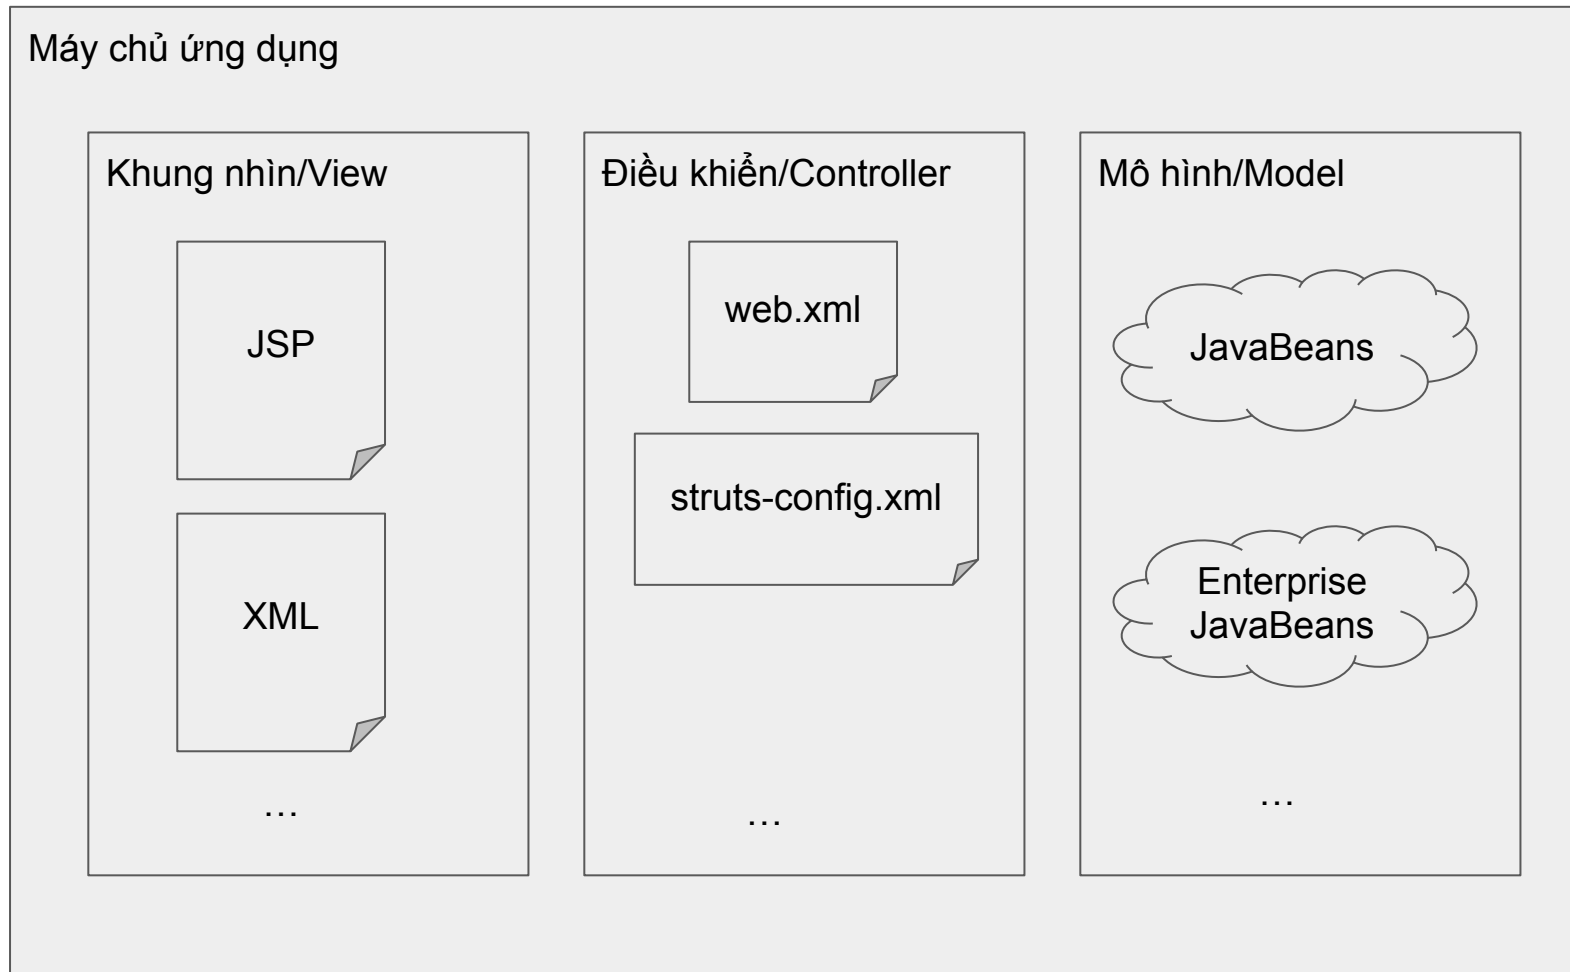 Máy chủ ứng dụng
Khung nhìn/View
JSP
XML
…
Điều khiển/Controller
web.xml
struts-config.xml
…
Mô hình/Model
JavaBeans
Enterprise
JavaBeans
…